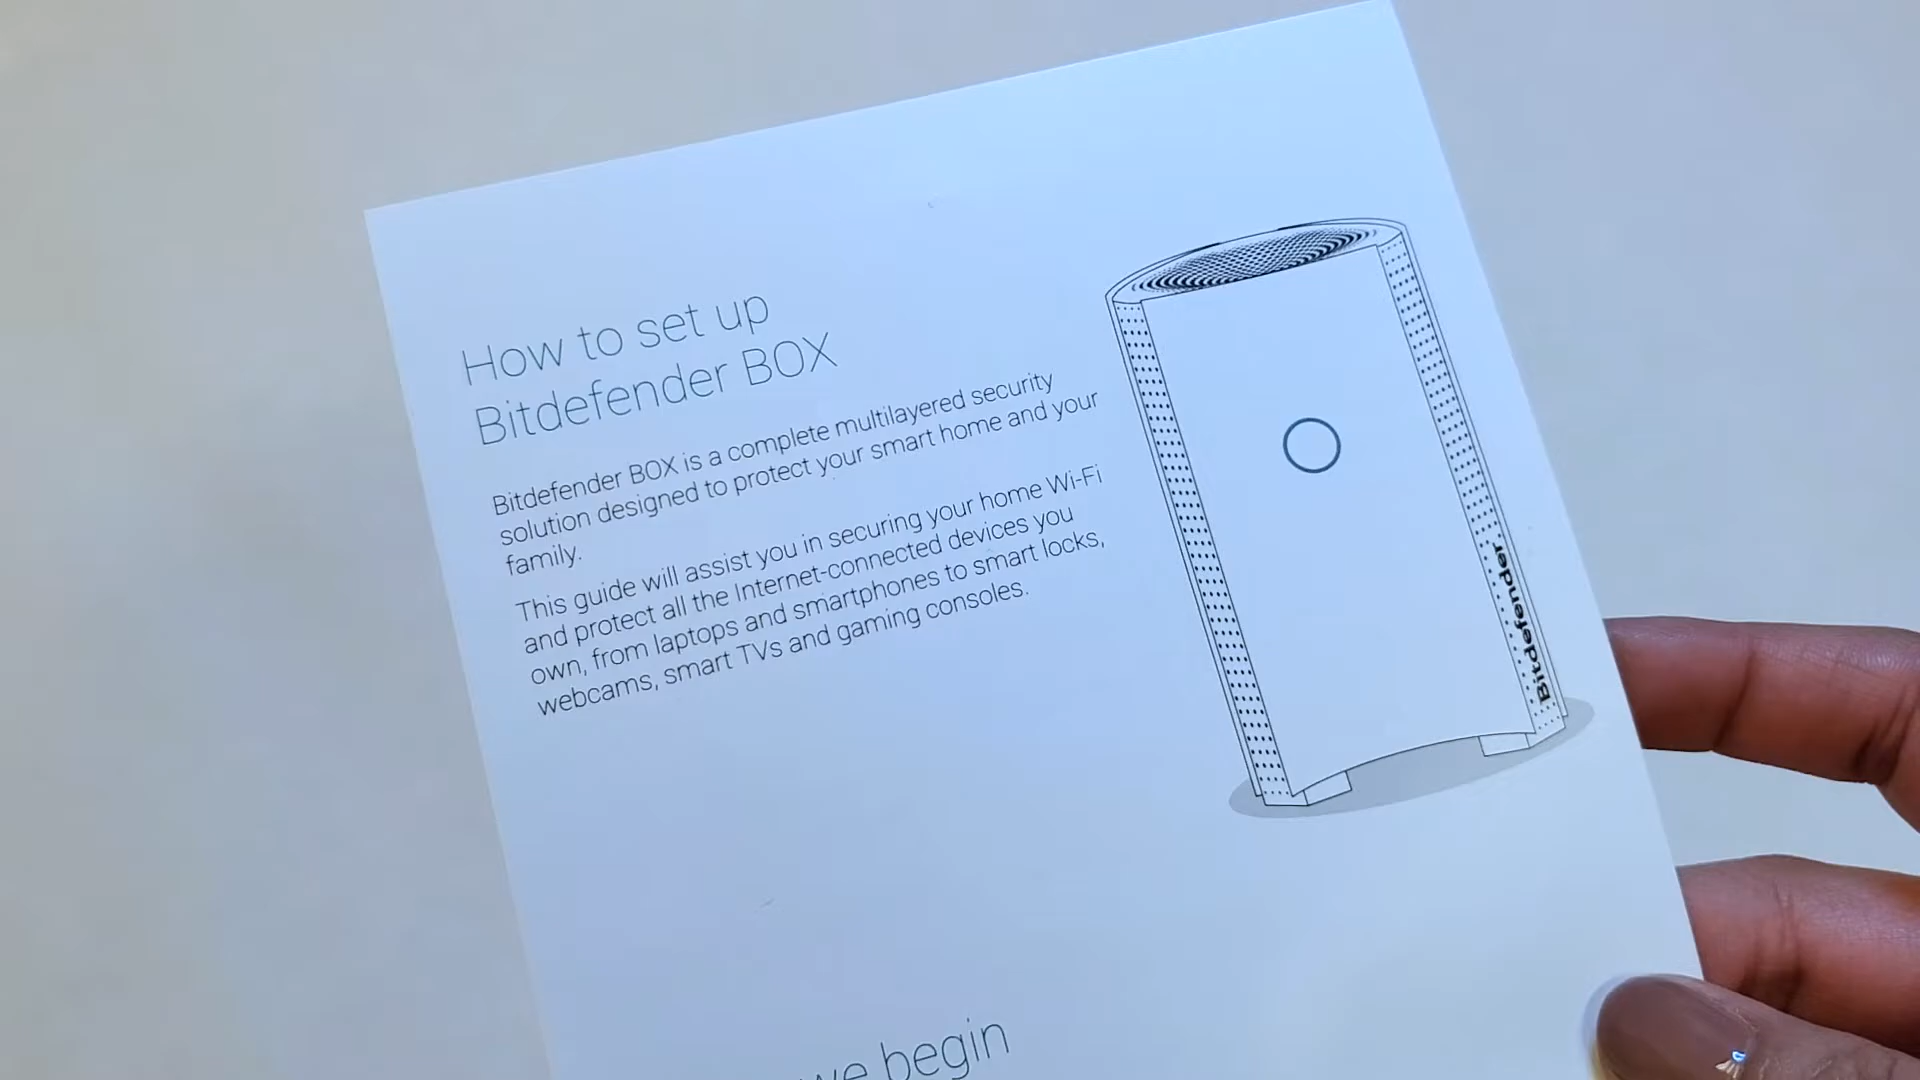 How to set up
Bitdefender BOX
Bitdefender BOX is a complete multilayered security
solution designed to protect your smart home and your
family.
This guide will assist you in securing your home Wi-Fi
and protect all the Internet-connected devices you
own, from laptops and smartphones to smart locks,
webcams, smart TVs and gaming consoles.
Bitdefender
we begin